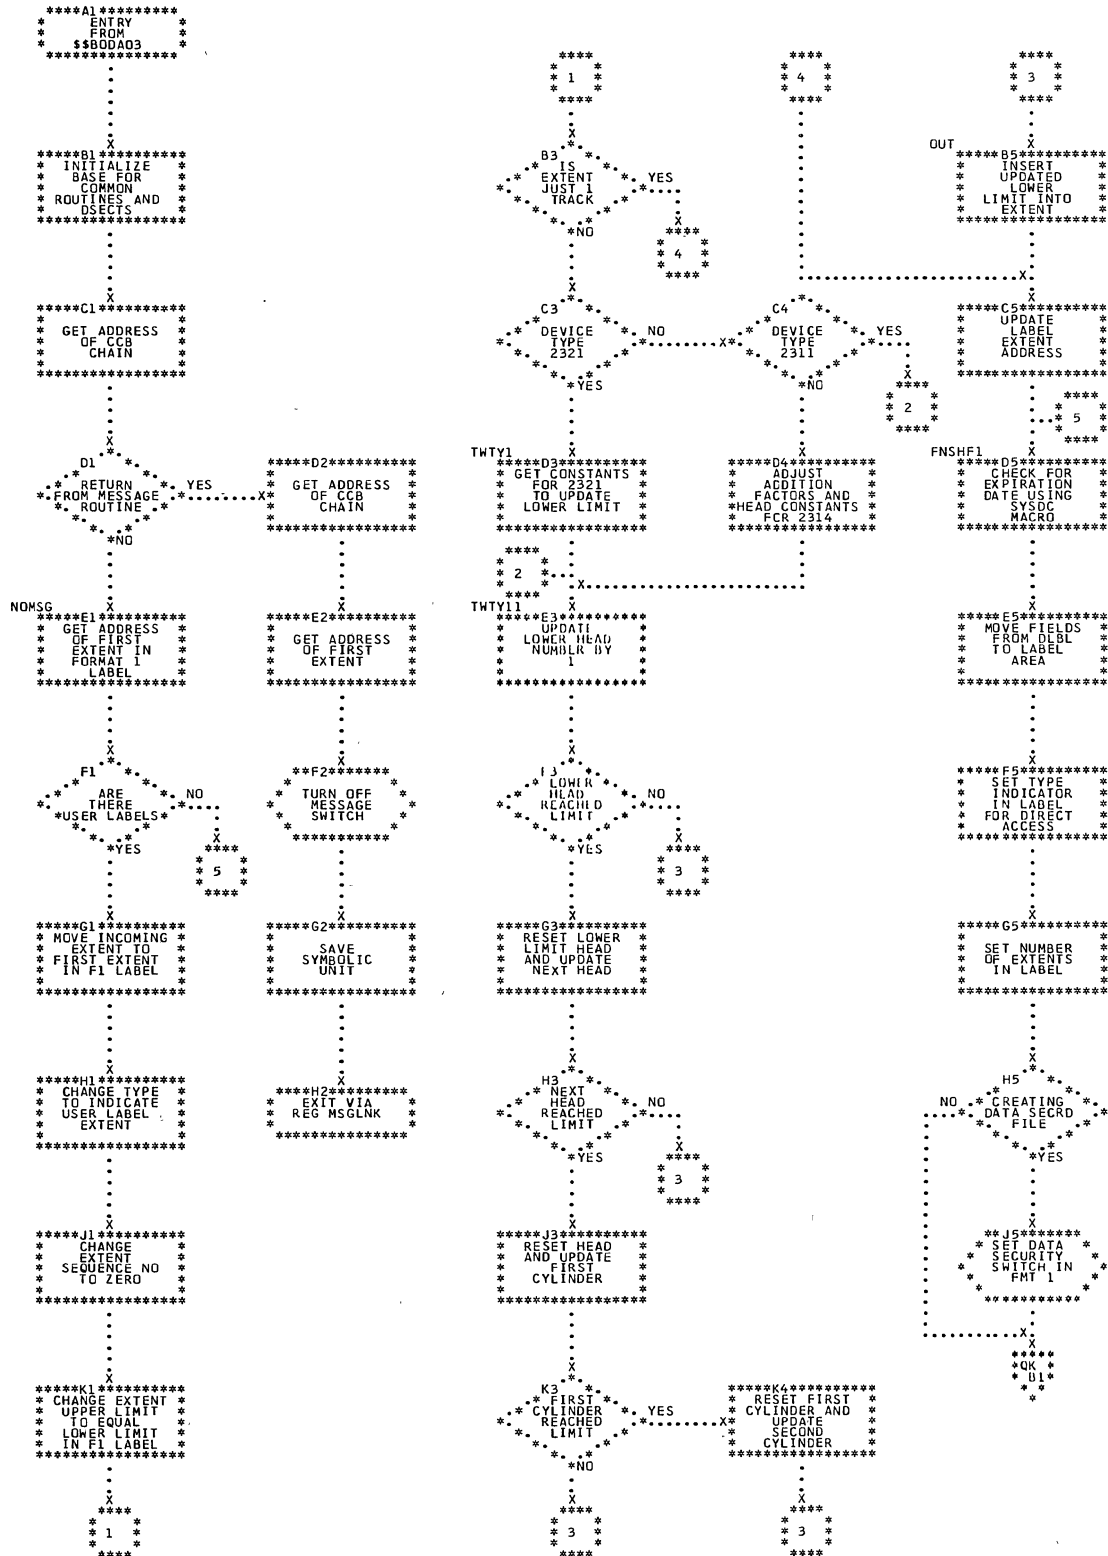 A1
ENTRY
FROM
$$BODAO3
B1
INITIALIZE
BASE FOR
COMMON
ROUTINES AND
DSECTS
C1
GET ADDRESS
OF CCB
CHAIN
D1
RETURN
FROM MESSAGE
ROUTINE
YES
NO
NOMSG
E1
GET ADDRESS
OF FIRST
EXTENT IN
FORMAT 1
LABEL
F1
ARE
THERE
USER LABELS
NO
YES
5
G1
MOVE INCOMING
EXTENT TO
FIRST EXTENT
IN F1 LABEL
H1
CHANGE TYPE
TO INDICATE
USER LABEL
EXTENT
J1
CHANGE
EXTENT
SEQUENCE NO
TO ZERO
K1
CHANGE EXTENT
UPPER LIMIT
TO EQUAL
LOWER LIMIT
IN F1 LABEL
1
D2
GET ADDRESS
OF CCB
CHAIN
E2
GET ADDRESS
OF FIRST
EXTENT
F2
TURN OFF
MESSAGE
SWITCH
G2
SAVE
SYMBOLIC
UNIT
H2
EXIT VIA
REG MSGLNK
1
B3
IS
EXTENT
JUST 1
TRACK
YES
NO
4
C3
DEVICE
TYPE
2321
NO
YES
TWTY1
D3
GET CONSTANTS
FOR 2321
TO UPDATE
LOWER LIMIT
2
TWTY11
E3
UPDATE
LOWER HEAD
NUMBER BY
1
F3
LOWER
HEAD
REACHED
LIMIT
NO
YES
3
G3
RESET LOWER
LIMIT HEAD
AND UPDATE
NEXT HEAD
H3
NEXT
HEAD
REACHED
LIMIT
NO
YES
3
J3
RESET HEAD
AND UPDATE
FIRST
CYLINDER
K3
FIRST
CYLINDER
REACHED
LIMIT
YES
NO
3
4
C4
DEVICE
TYPE
2311
YES
NO
2
D4
ADJUST
ADDITION
FACTORS AND
HEAD CONSTANTS
FCR 2314
K4
RESET FIRST
CYLINDER AND
UPDATE
SECOND
CYLINDER
3
3
OUT
B5
INSERT
UPDATED
LOWER
LIMIT INTO
EXTENT
C5
UPDATE
LABEL
EXTENT
ADDRESS
5
FNSHF1
D5
CHECK FOR
EXPIRATION
DATE USING
SYSDC
MACRO
E5
MOVE FIELDS
FROM DLBL
TO LABEL
AREA
F5
SET TYPE
INDICATOR
IN LABEL
FOR DIRECT
ACCESS
G5
SET NUMBER
OF EXTENTS
IN LABEL
H5
CREATING
DATA SECRD
FILE
NO
YES
J5
SET DATA
SECURITY
SWITCH IN
FMT 1
QK
B1